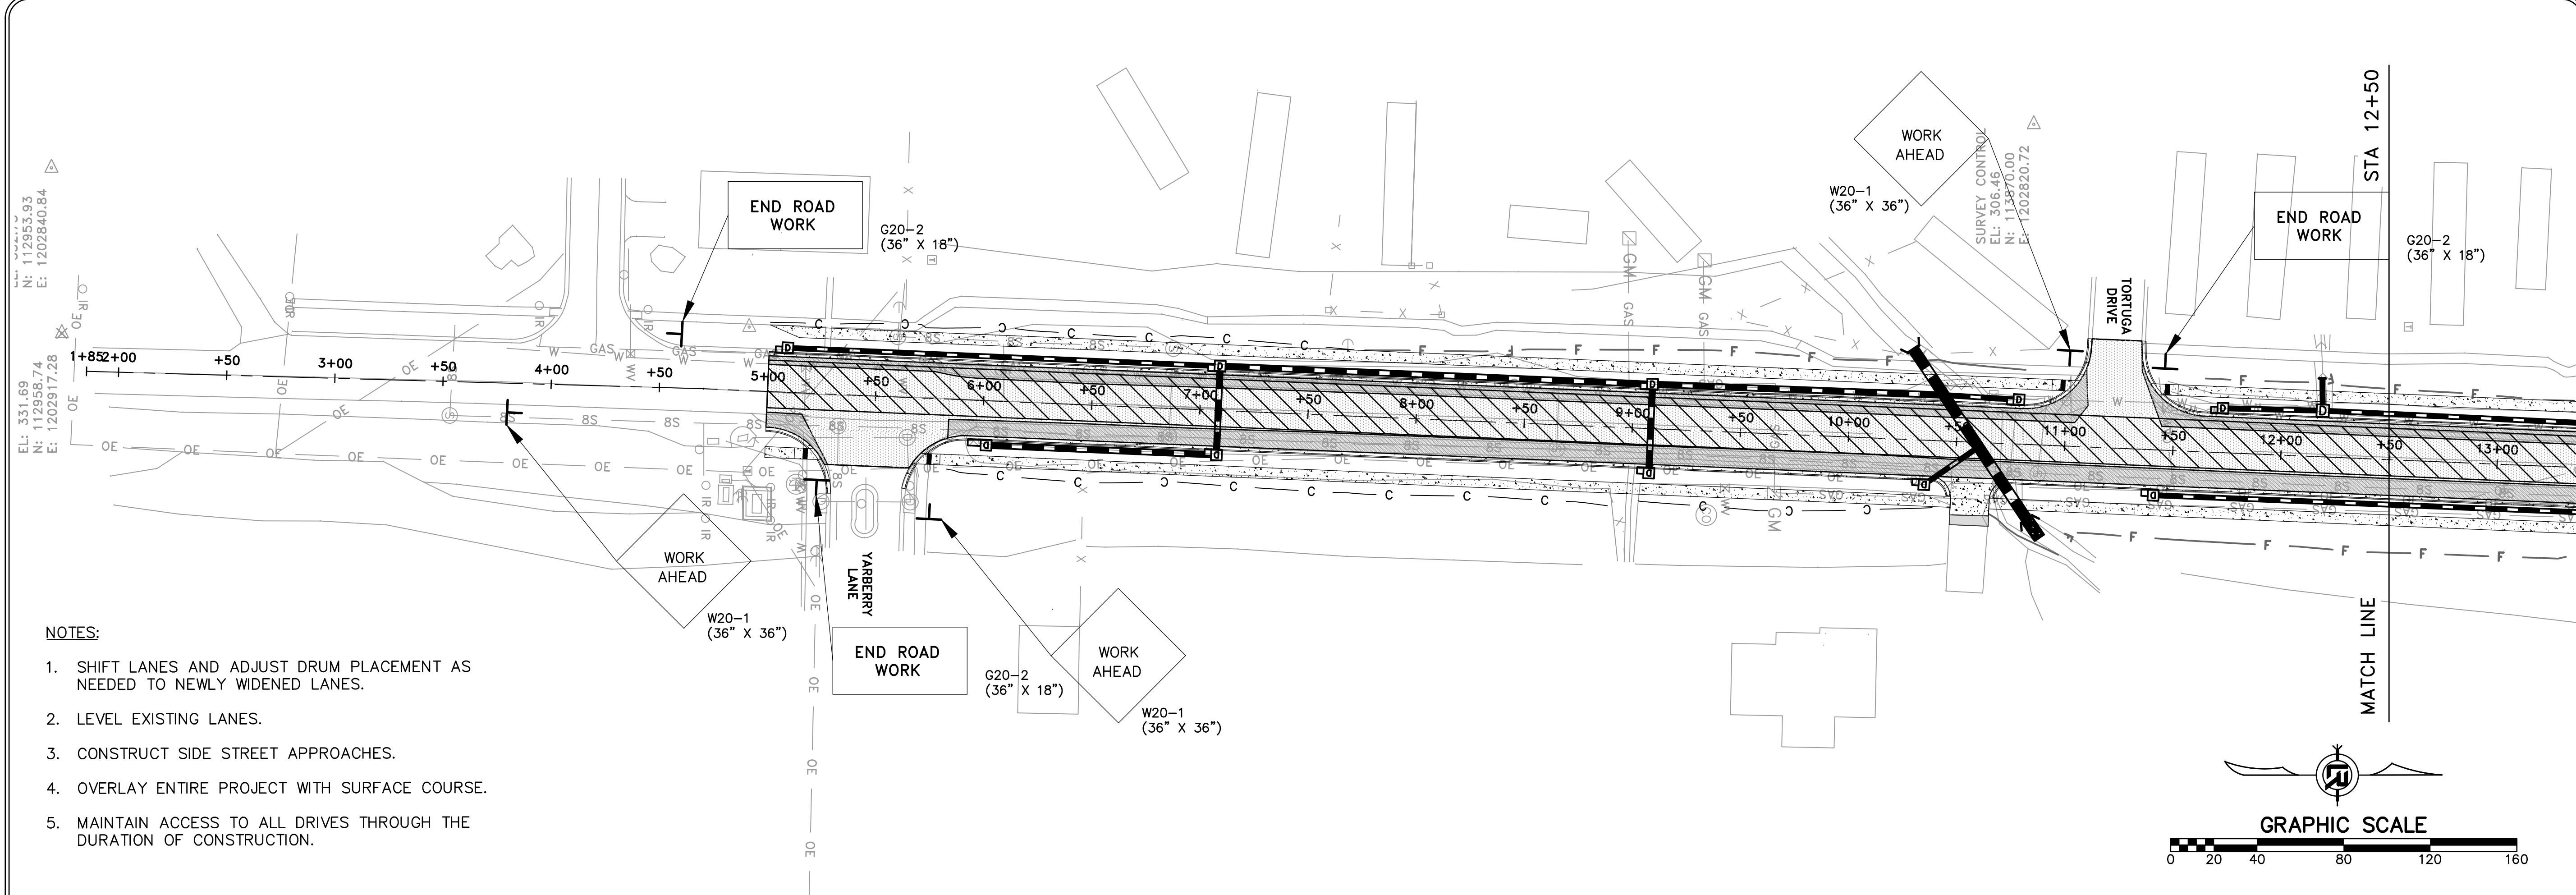 N: 112953.93
E: 1202840.84
EL: 331.69
N: 112958.74
E: 1202917.28
END ROAD
WORK
G20-2
(36" X 18")
WORK
AHEAD
W20-1
(36" X 36")
SURVEY CONTROL
EL: 306.46
N: 113870.00
E: 1202820.72
TORTUGA
DRIVE
END ROAD
WORK
G20-2
(36" X 18")
STA 12+50
MATCH LINE
1+85
2+00
+50
3+00
+50
4+00
+50
5+00
+50
6+00
+50
7+00
+50
8+00
+50
9+00
+50
10+00
+50
11+00
+50
12+00
+50
13+00
WORK
AHEAD
W20-1
(36" X 36")
YARBERRY
LANE
END ROAD
WORK
G20-2
(36" X 18")
WORK
AHEAD
W20-1
(36" X 36")
NOTES:
1. SHIFT LANES AND ADJUST DRUM PLACEMENT AS
NEEDED TO NEWLY WIDENED LANES.
2. LEVEL EXISTING LANES.
3. CONSTRUCT SIDE STREET APPROACHES.
4. OVERLAY ENTIRE PROJECT WITH SURFACE COURSE.
5. MAINTAIN ACCESS TO ALL DRIVES THROUGH THE
DURATION OF CONSTRUCTION.
GRAPHIC SCALE
0 20 40 80 120 160